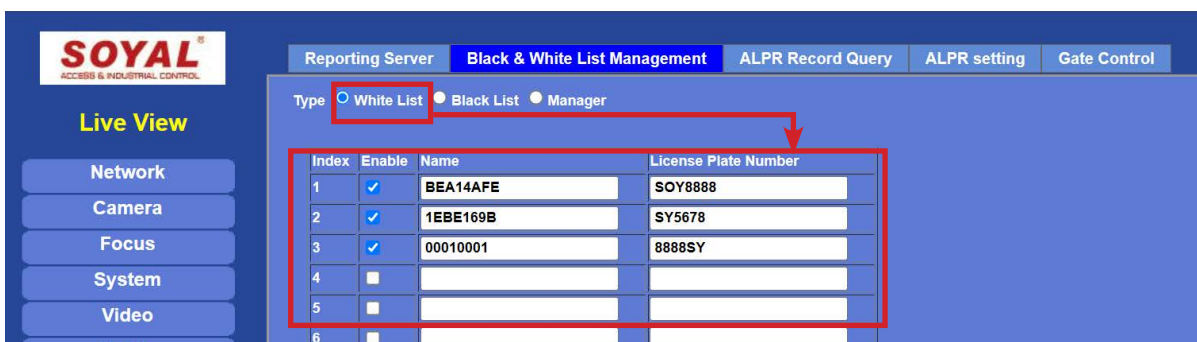 SOYAL®
ACCESS & INDUSTRIAL CONTROL
Live View
Network
Camera
Focus
System
Video
Reporting Server Black & White List Management ALPR Record Query ALPR setting Gate Control
Type White List Black List Manager
Index Enable Name License Plate Number
1 BEA14AFE SOY8888
2 1EBE169B SY5678
3 00010001 8888SY
4
5
6